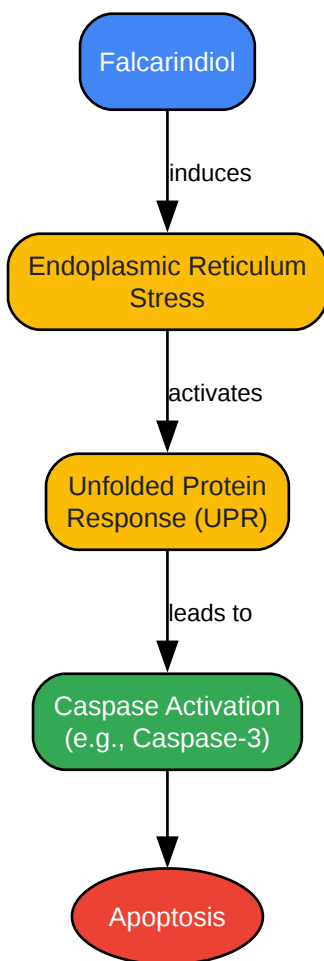 Falcarindiol
induces
Endoplasmic Reticulum
Stress
activates
Unfolded Protein
Response (UPR)
leads to
Caspase Activation
(e.g., Caspase-3)
Apoptosis